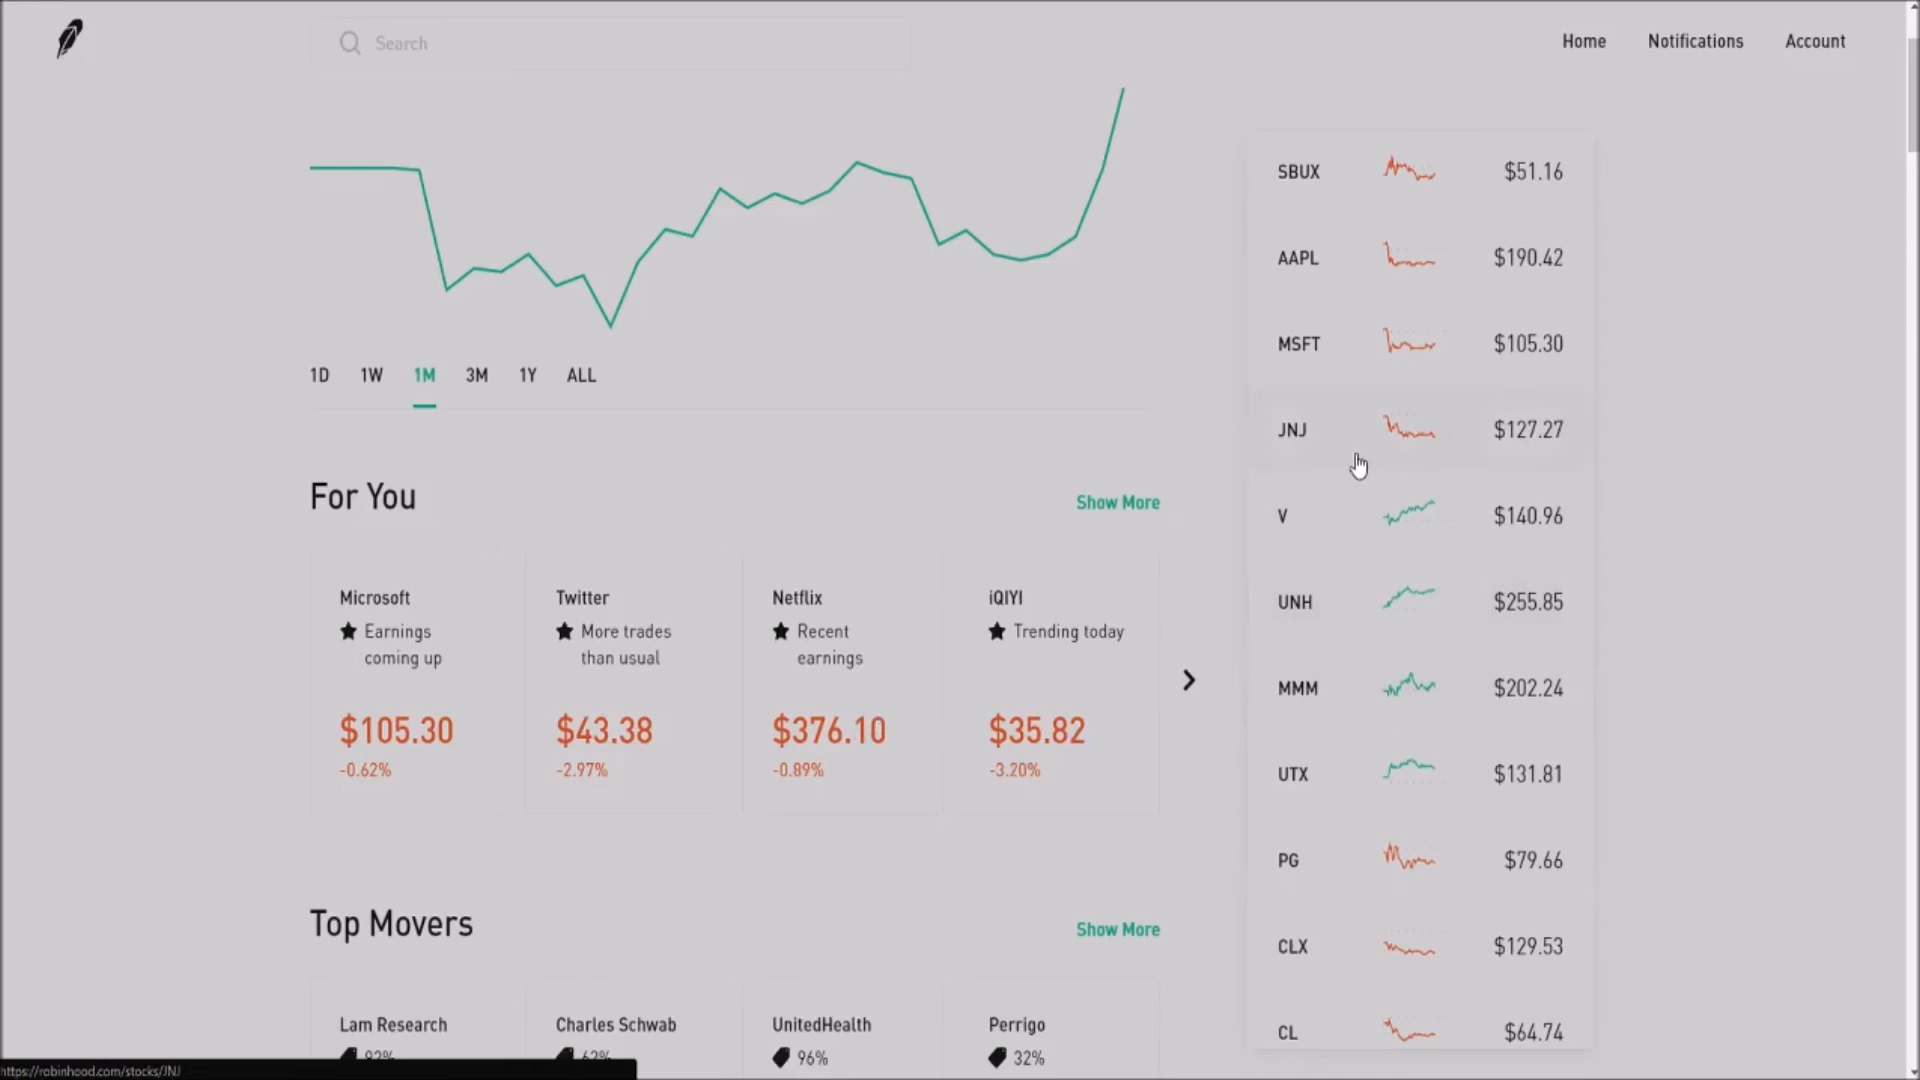 Search
Home
Notifications
Account
1D
1W
1M
3M
1Y
ALL
For You
Show More
Microsoft
Earnings
coming up
$105.30
-0.62%
Twitter
More trades
than usual
$43.38
-2.97%
Netflix
Recent
earnings
$376.10
-0.89%
iQIYI
Trending today
$35.82
-3.20%
Top Movers
Show More
Lam Research
92%
Charles Schwab
62%
UnitedHealth
96%
Perrigo
32%
SBUX $51.16
AAPL $190.42
MSFT $105.30
JNJ $127.27
V $140.96
UNH $255.85
MMM $202.24
UTX $131.81
PG $79.66
CLX $129.53
CL $64.74
https://robinhood.com/stocks/JNJ